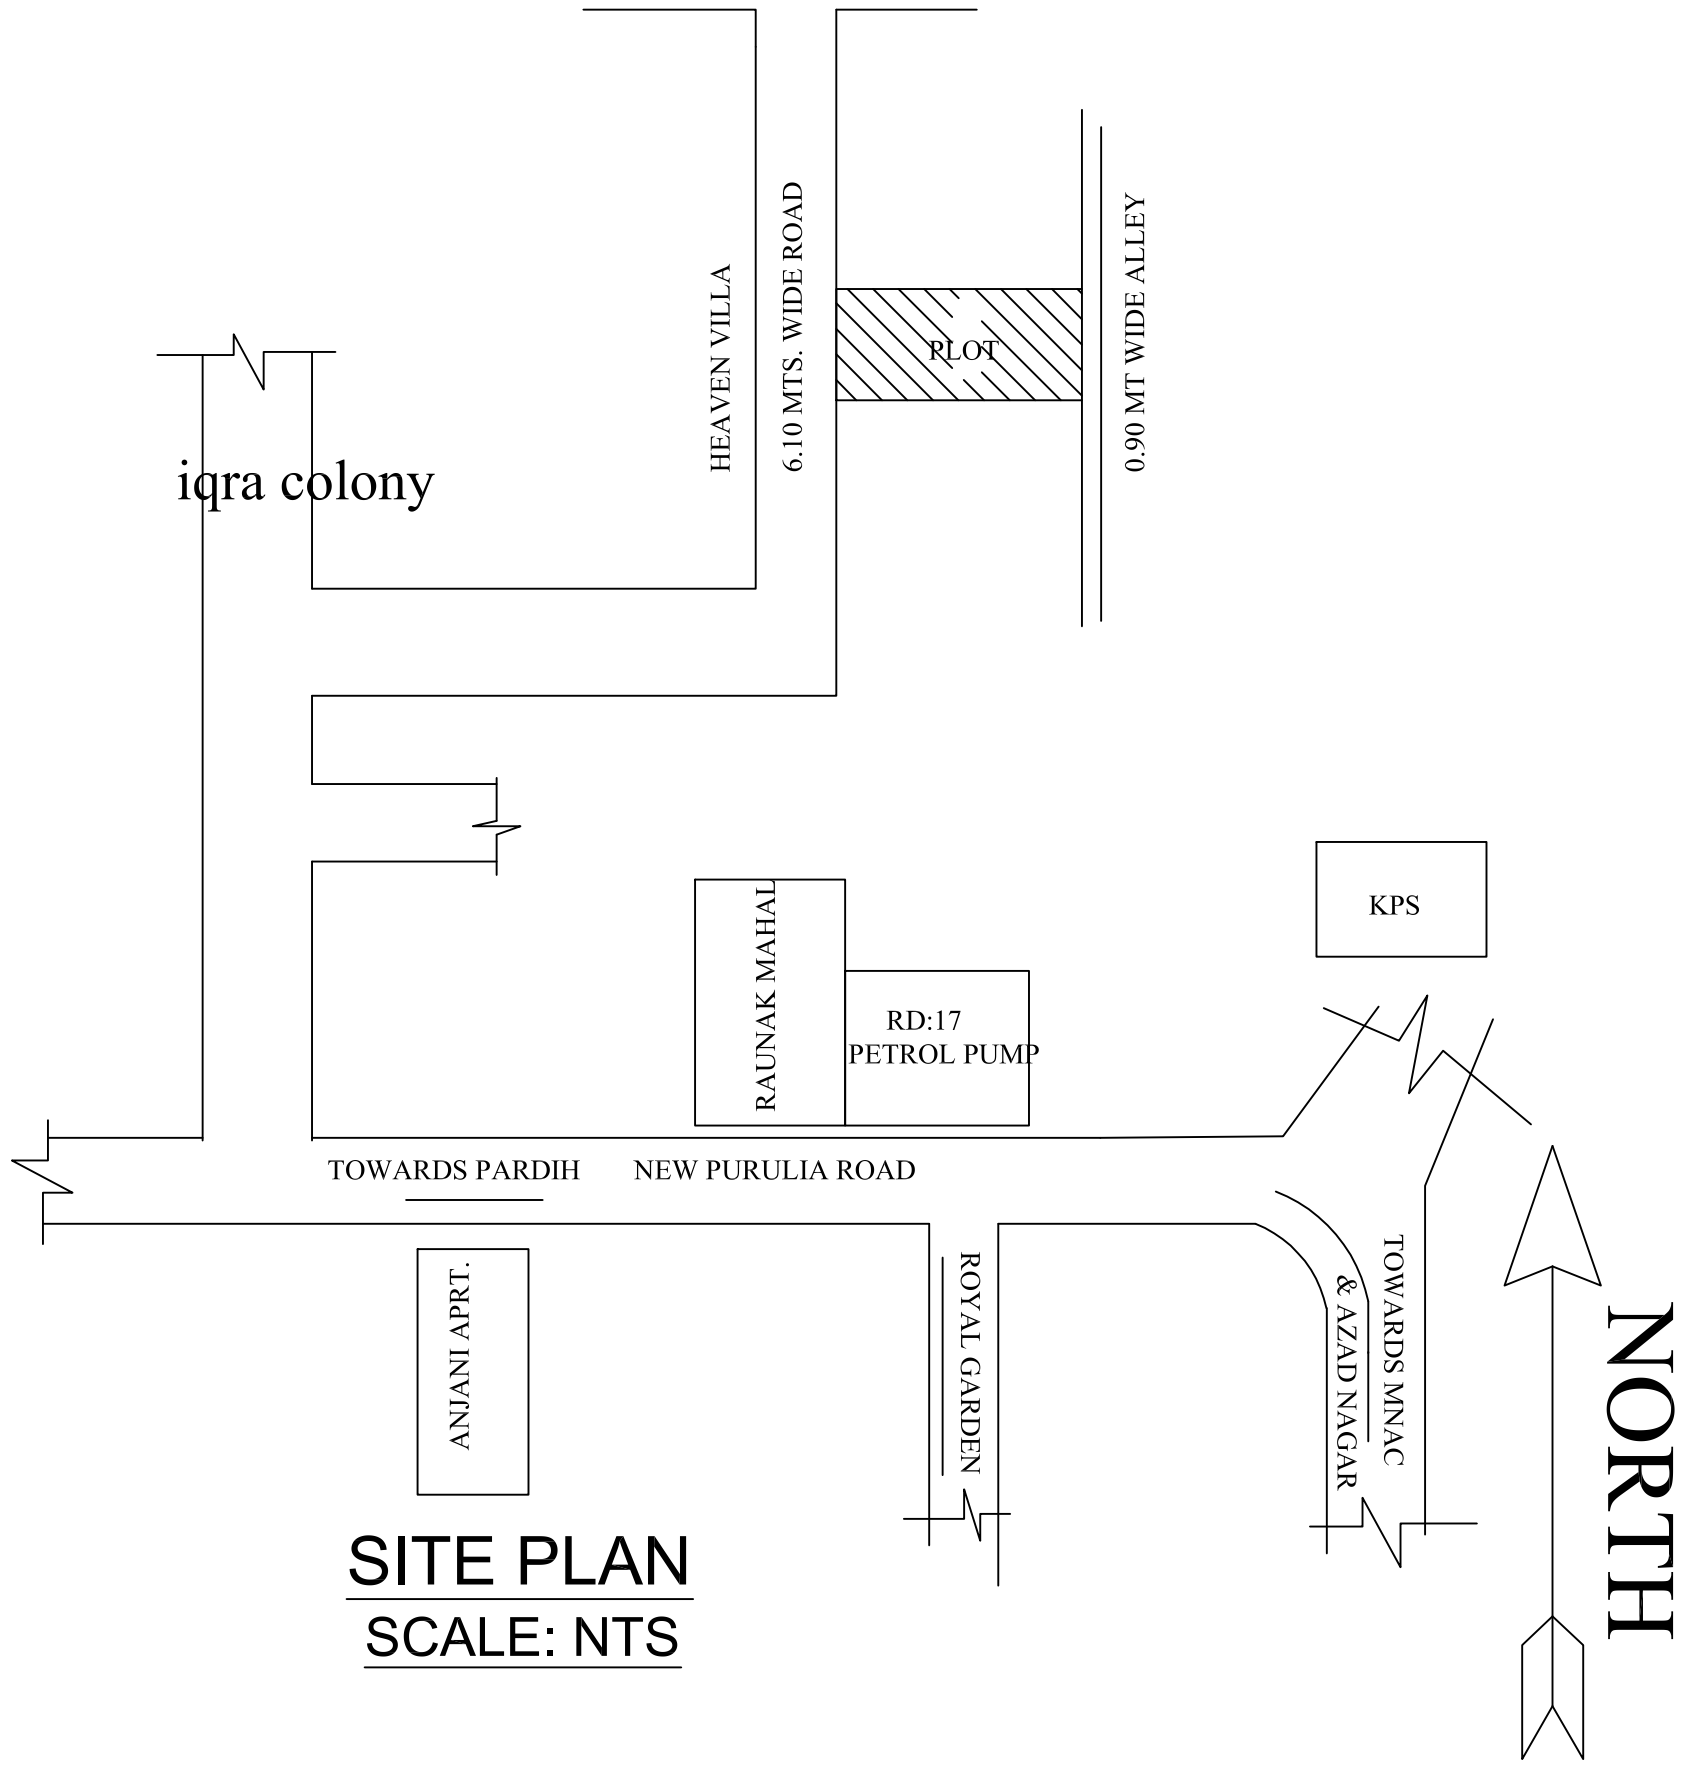 HEAVEN VILLA
6.10 MTS. WIDE ROAD
0.90 MT WIDE ALLEY
PLOT
iqra colony
KPS
RAUNAK MAHAL
RD:17
PETROL PUMP
TOWARDS PARDIH
NEW PURULIA ROAD
ANJANI APRT.
ROYAL GARDEN
TOWARDS MNAC
& AZAD NAGAR
NORTH
SITE PLAN
SCALE: NTS